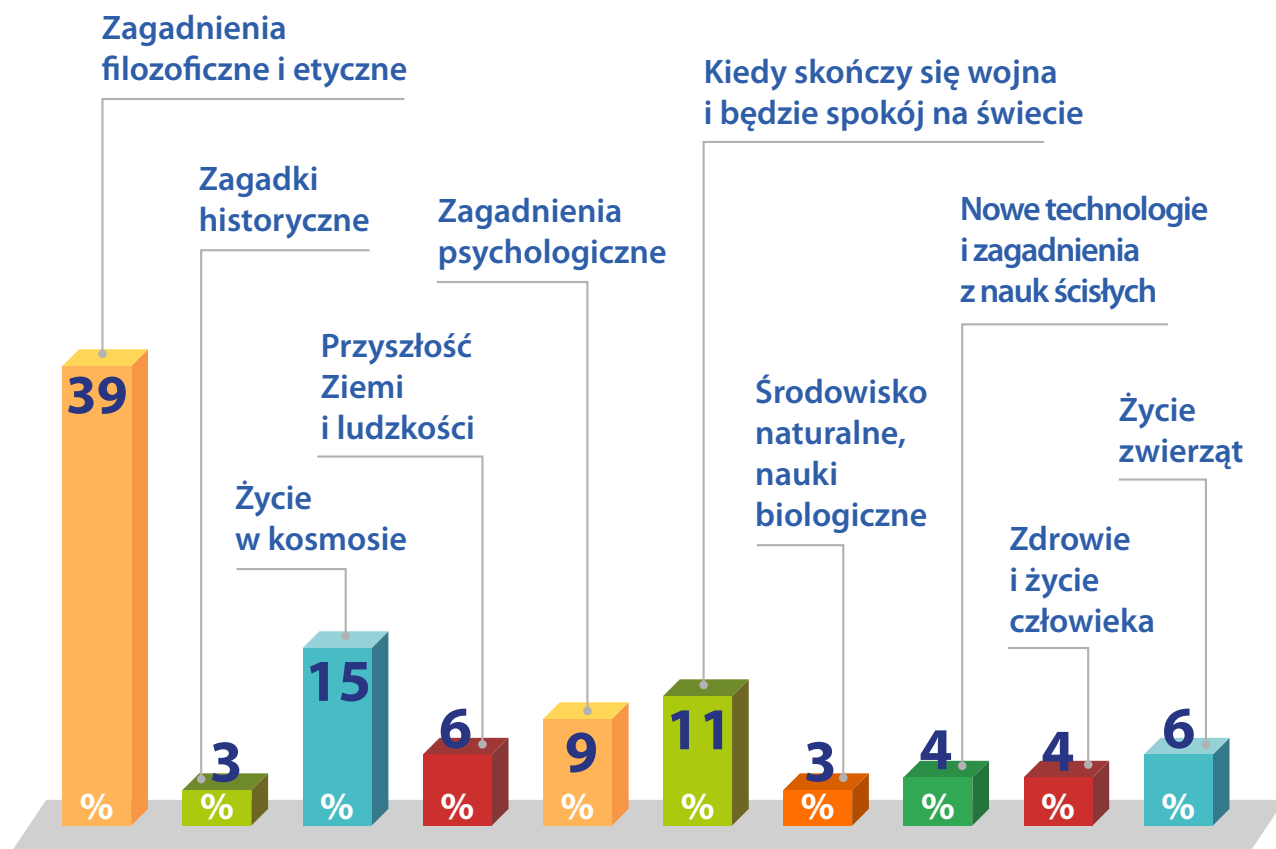 Zagadnienia
filozoficzne i etyczne
Kiedy skończy się wojna
i będzie spokój na świecie
Zagadki
historyczne
Zagadnienia
psychologiczne
Nowe technologie
i zagadnienia
z nauk ścisłych
Przyszłość
Ziemi
i ludzkości
Środowisko
naturalne,
nauki
biologiczne
Życie
zwierząt
Życie
w kosmosie
Zdrowie
i życie
człowieka
39
3
15
6
9
11
3
4
4
6
% % % % % % % % % %